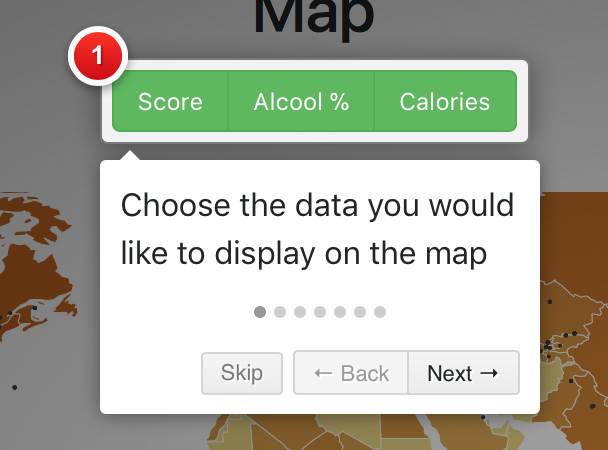 Map
1
Score
Alcool %
Calories
Choose the data you would
like to display on the map
Skip
← Back
Next →